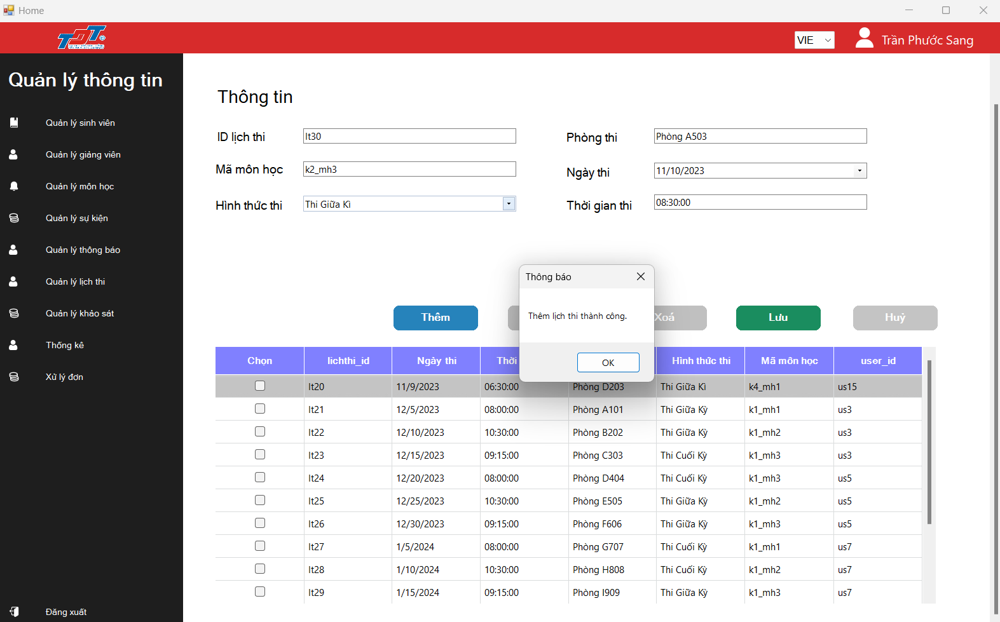 Home
TDT
VIE
Trần Phước Sang
Quản lý thông tin
Quản lý sinh viên
Quản lý giảng viên
Quản lý môn học
Quản lý sự kiện
Quản lý thông báo
Quản lý lịch thi
Quản lý khảo sát
Thống kê
Xử lý đơn
Đăng xuất
Thông tin
ID lịch thi lt30 Phòng thi Phòng A503
Mã môn học k2_mh3 Ngày thi 11/10/2023
Hình thức thi Thi Giữa Kì Thời gian thi 08:30:00
Thông báo
Thêm lịch thi thành công.
OK
Thêm Xoá Lưu Huỷ
Chọn lichthi_id Ngày thi Thời Hình thức thi Mã môn học user_id
lt20 11/9/2023 06:30:00 Phòng D203 Thi Giữa Kì k4_mh1 us15
lt21 12/5/2023 08:00:00 Phòng A101 Thi Giữa Kỳ k1_mh1 us3
lt22 12/10/2023 10:30:00 Phòng B202 Thi Giữa Kỳ k1_mh2 us3
lt23 12/15/2023 09:15:00 Phòng C303 Thi Cuối Kỳ k1_mh3 us3
lt24 12/20/2023 08:00:00 Phòng D404 Thi Cuối Kỳ k1_mh3 us5
lt25 12/25/2023 10:30:00 Phòng E505 Thi Giữa Kỳ k1_mh2 us5
lt26 12/30/2023 09:15:00 Phòng F606 Thi Giữa Kỳ k1_mh3 us5
lt27 1/5/2024 08:00:00 Phòng G707 Thi Cuối Kỳ k1_mh1 us7
lt28 1/10/2024 10:30:00 Phòng H808 Thi Cuối Kỳ k1_mh2 us7
lt29 1/15/2024 09:15:00 Phòng I909 Thi Giữa Kỳ k1_mh3 us7